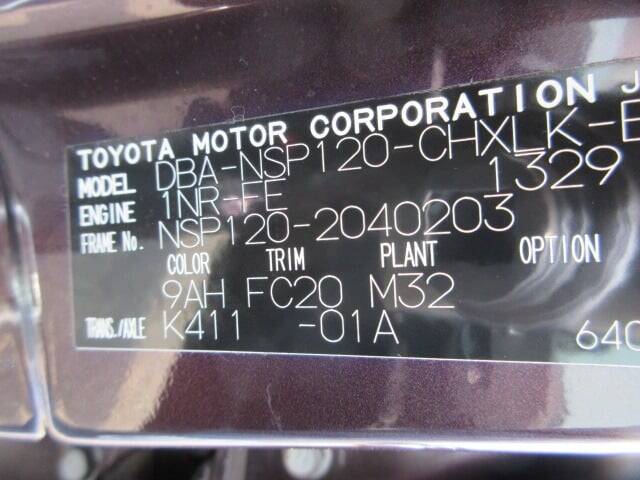 TOYOTA MOTOR CORPORATION J
MODEL DBA-NSP120-CHXLK-E
ENGINE 1NR-FE 1329
FRAME No. NSP120-2040203
COLOR TRIM PLANT OPTION
9AH FC20 M32
TRANS./AXLE K411 -01A 640